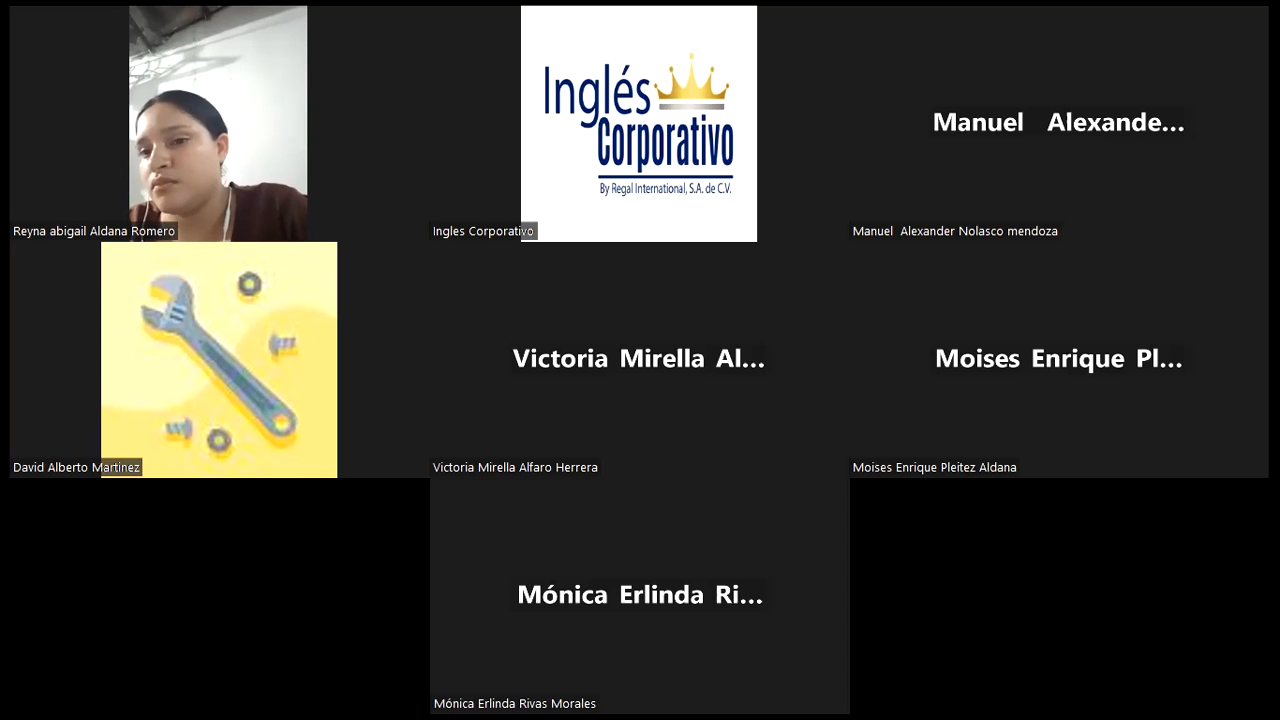 Inglés
Corporativo
By Regal International, S.A. de C.V.
Manuel Alexande...
Reyna abigail Aldana Romero
Ingles Corporativo
Manuel Alexander Nolasco mendoza
Victoria Mirella Al...
Moises Enrique Pl...
David Alberto Martinez
Victoria Mirella Alfaro Herrera
Moises Enrique Pleitez Aldana
Mónica Erlinda Ri...
Mónica Erlinda Rivas Morales